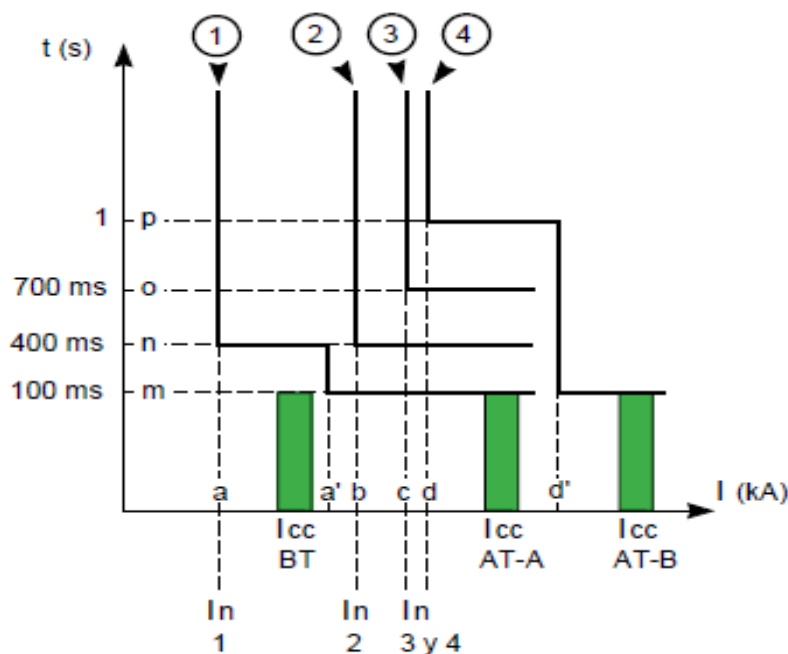 1 2 3 4
t (s)
1 p
700 ms o
400 ms n
100 ms m
a a' b c d d' I (kA)
Icc Icc Icc
BT AT-A AT-B
In In In
1 2 3 y 4